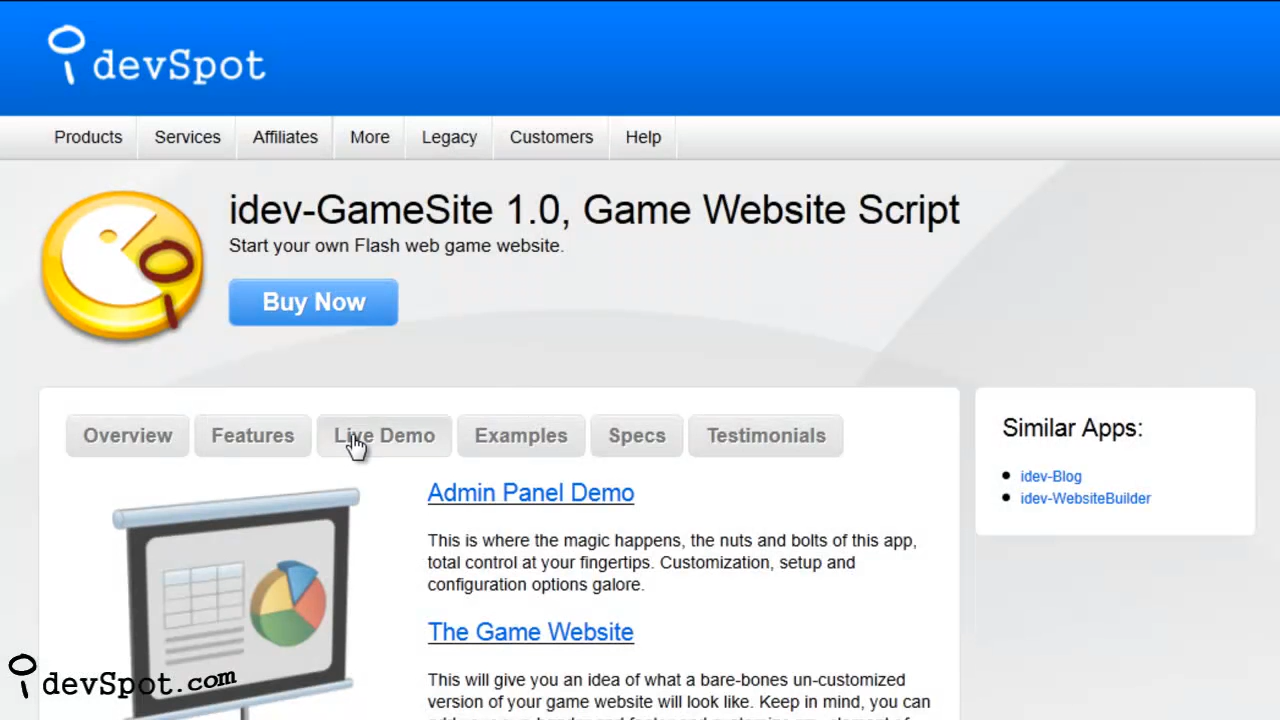 idevSpot
Products Services Affiliates More Legacy Customers Help
idev-GameSite 1.0, Game Website Script
Start your own Flash web game website.
Buy Now
Overview Features Live Demo Examples Specs Testimonials
Similar Apps:
idev-Blog
idev-WebsiteBuilder
Admin Panel Demo
This is where the magic happens, the nuts and bolts of this app,
total control at your fingertips. Customization, setup and
configuration options galore.
The Game Website
This will give you an idea of what a bare-bones un-customized
version of your game website will look like. Keep in mind, you can
idevSpot.com